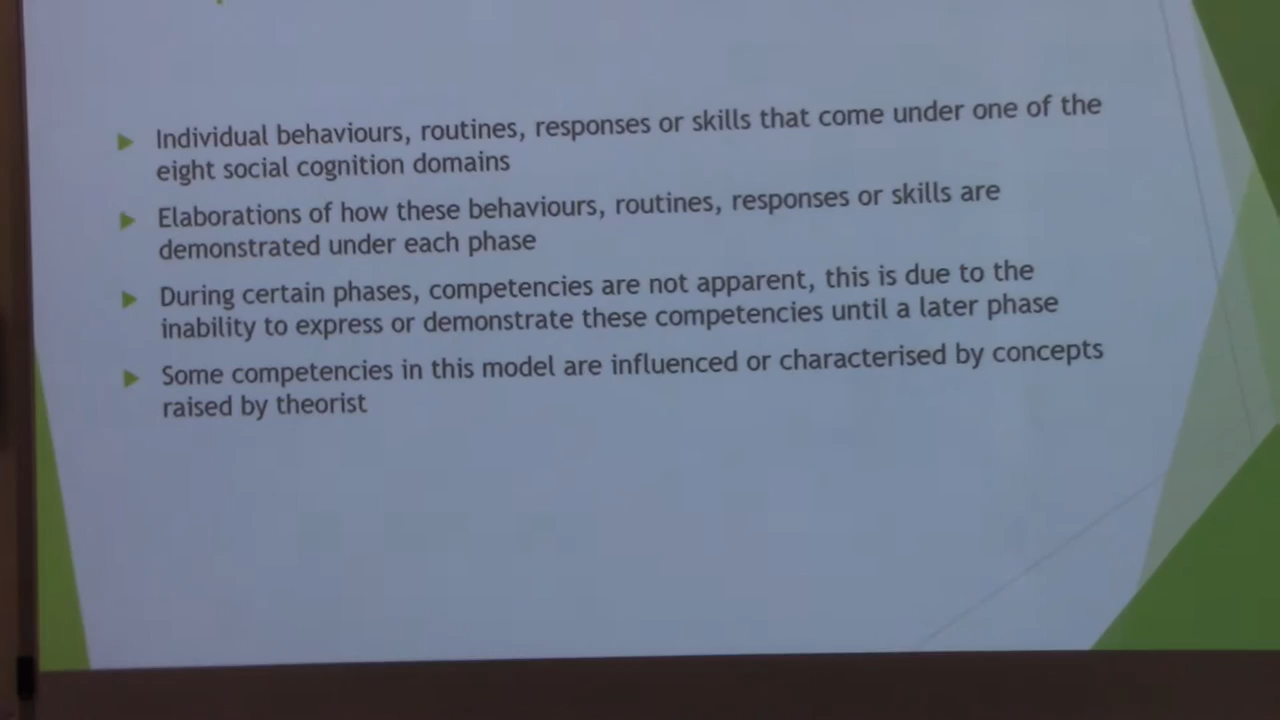 Individual behaviours, routines, responses or skills that come under one of the
eight social cognition domains
Elaborations of how these behaviours, routines, responses or skills are
demonstrated under each phase
During certain phases, competencies are not apparent, this is due to the
inability to express or demonstrate these competencies until a later phase
Some competencies in this model are influenced or characterised by concepts
raised by theorist